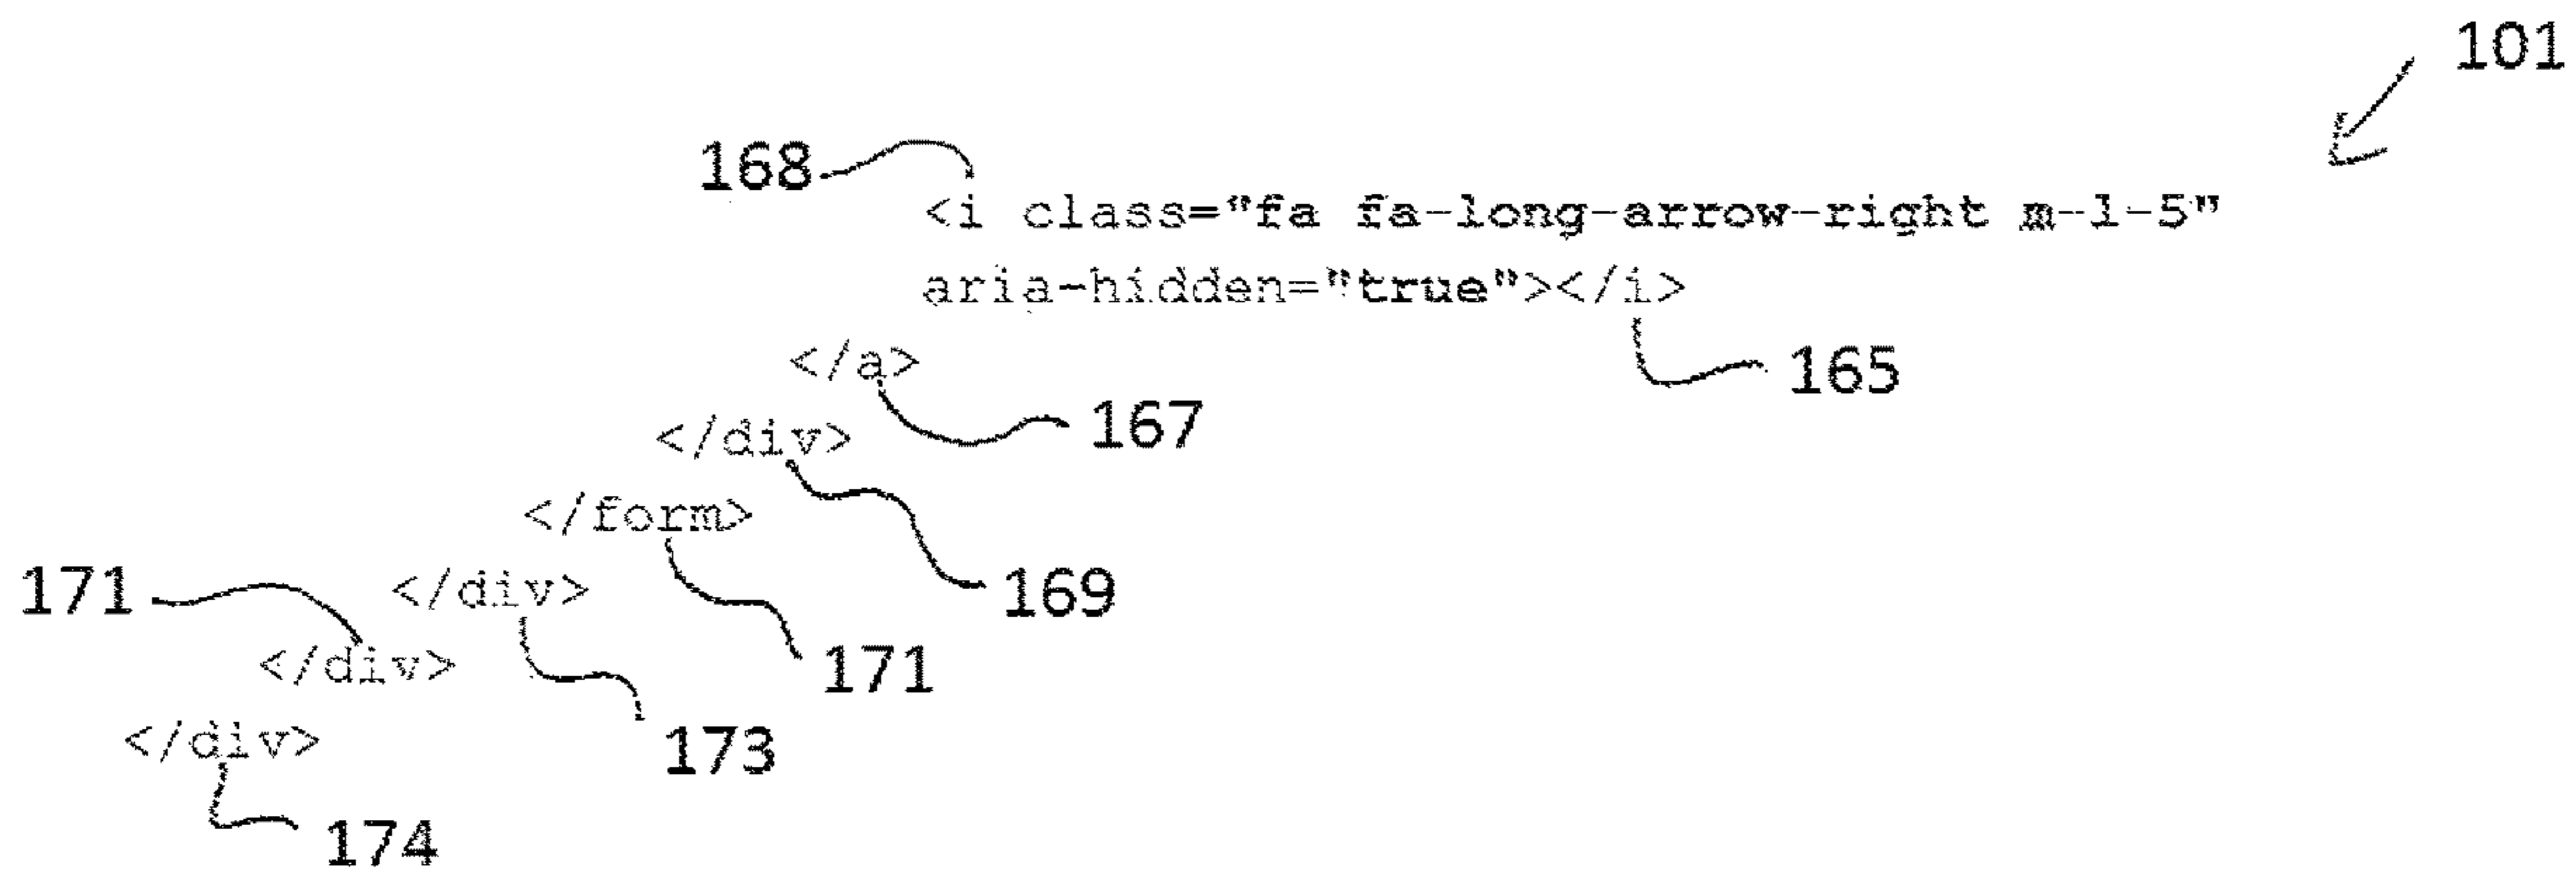 101
168
<i class="fa fa-long-arrow-right m-l-5"
aria-hidden="true"></i>
</a> 165
</div> 167
</form>
171 </div> 169
</div> 171
</div> 173
174